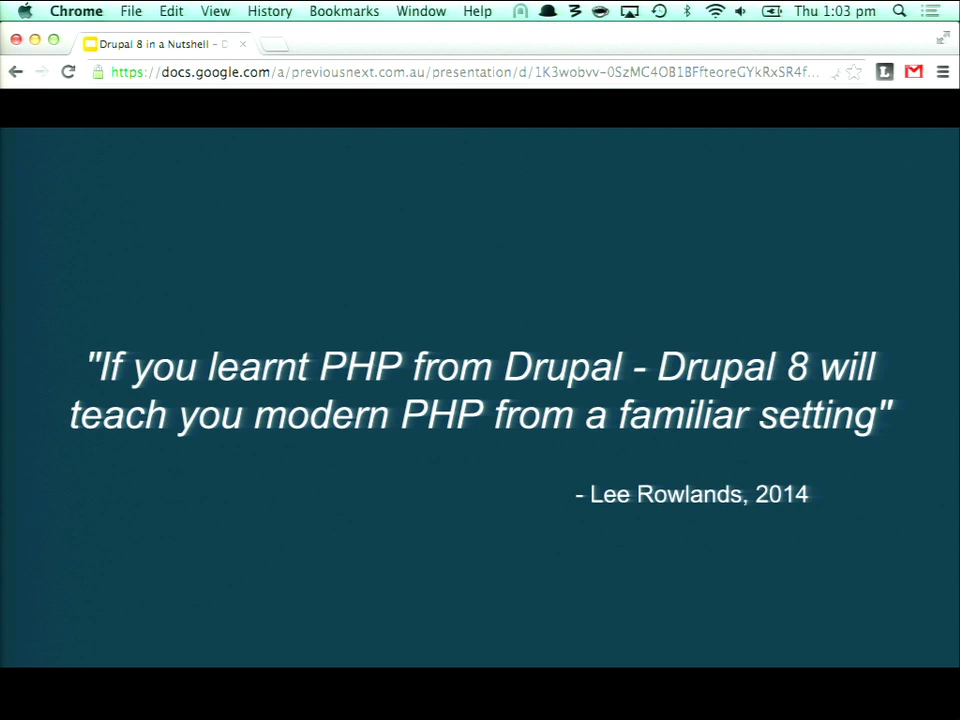 Chrome File Edit View History Bookmarks Window Help Thu 1:03 pm
Drupal 8 in a Nutshell - D
https://docs.google.com/a/previousnext.com.au/presentation/d/1K3wobvv-0SzMC4OB1BFfteoreGYkRxSR4f...
"If you learnt PHP from Drupal - Drupal 8 will
teach you modern PHP from a familiar setting"
- Lee Rowlands, 2014